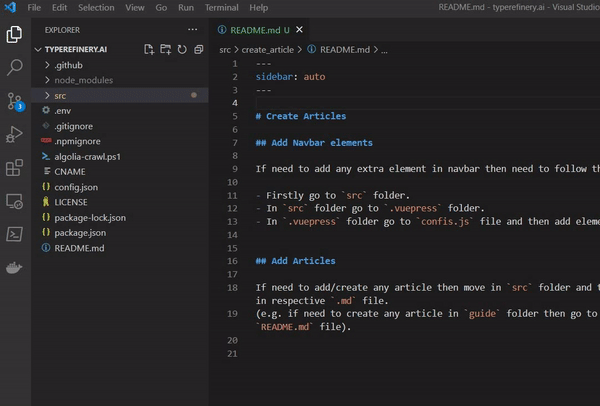 File Edit Selection View Go Run Terminal Help README.md - typerefinery.ai - Visual Studio
EXPLORER ...
README.md U
TYPEREFINERY.AI
src > create_article > README.md > ...
.github
node_modules
src
.env
.gitignore
.npmignore
algolia-crawl.ps1
CNAME
config.json
LICENSE
package-lock.json
package.json
README.md
3
1 ---
2 sidebar: auto
3 ---
4
5 # Create Articles
6
7 ## Add Navbar elements
8
9 If need to add any extra element in navbar then need to follow th
10
11 - Firstly go to `src` folder.
12 - In `src` folder go to `.vuepress` folder.
13 - In `.vuepress` folder go to `confis.js` file and then add eleme
14
15
16 ## Add Articles
17
18 If need to add/create any article then move in `src` folder and t
in respective `.md` file.
19 (e.g. if need to create any article in `guide` folder then go to
`README.md` file).
20
21